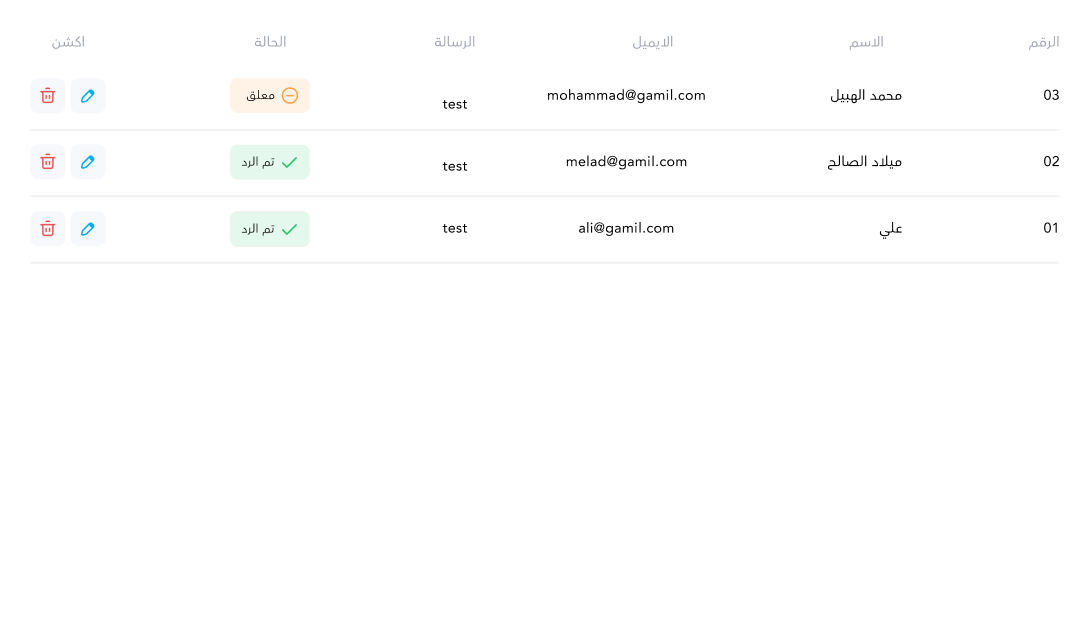 الرقم الاسم الايميل الرسالة الحالة اكشن
03 محمد الهبيل mohammad@gamil.com test معلق
02 ميلاد الصالح melad@gamil.com test تم الرد
01 علي ali@gamil.com test تم الرد